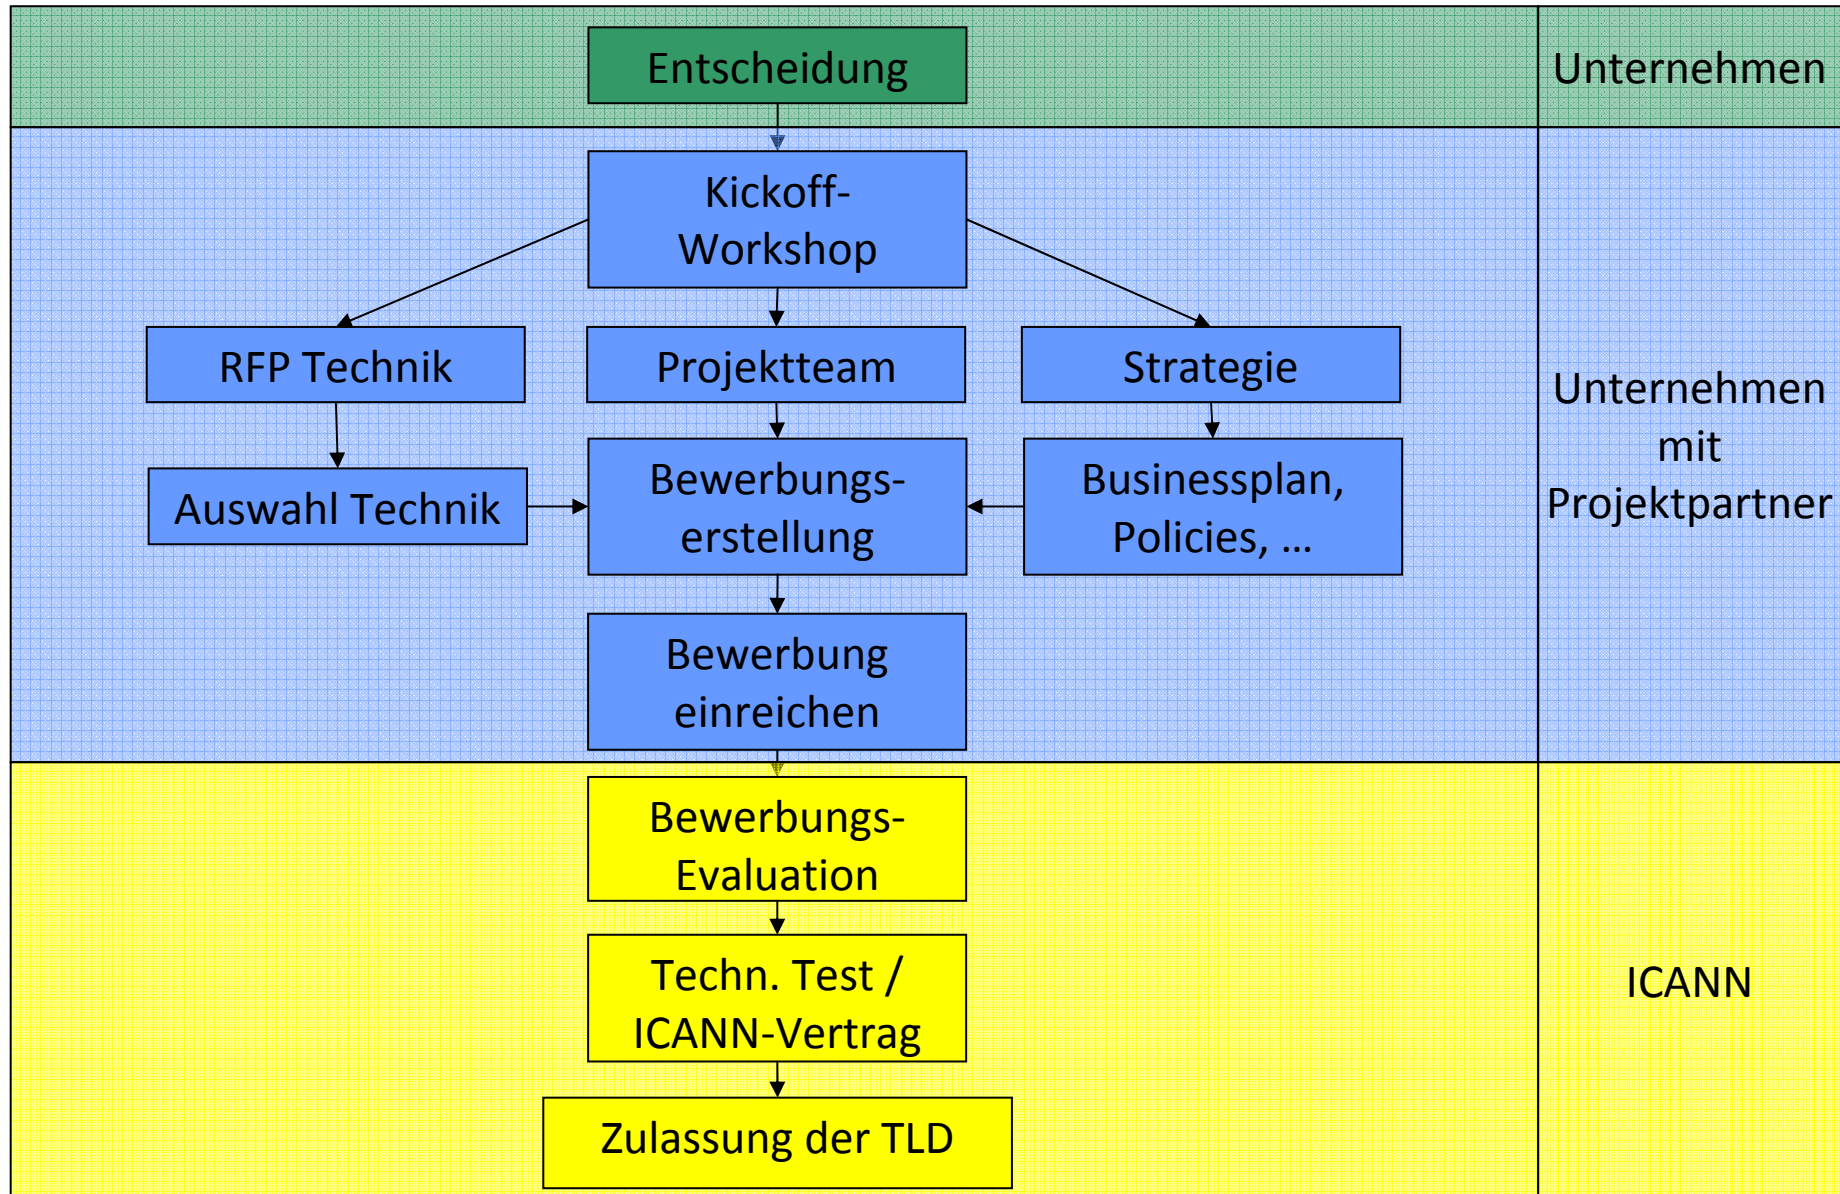 Entscheidung
Unternehmen
Kickoff-
Workshop
RFP Technik
Projektteam
Strategie
Auswahl Technik
Bewerbungs-
erstellung
Businessplan,
Policies, ...
Bewerbung
einreichen
Unternehmen
mit
Projektpartner
Bewerbungs-
Evaluation
Techn. Test /
ICANN-Vertrag
Zulassung der TLD
ICANN